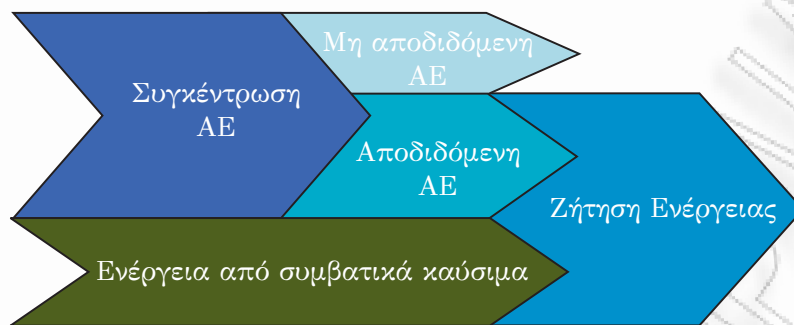 Συγκέντρωση
ΑΕ
Μη αποδιδόμενη
ΑΕ
Αποδιδόμενη
ΑΕ
Ζήτηση Ενέργειας
Ενέργεια από συμβατικά καύσιμα